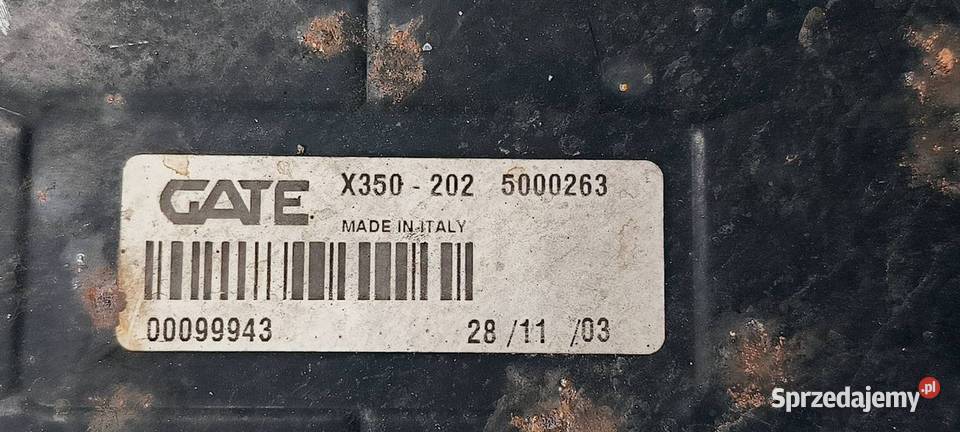 GATE X350 - 202 5000263
MADE IN ITALY
00099943 28 /11 /03
Sprzedajemy.pl